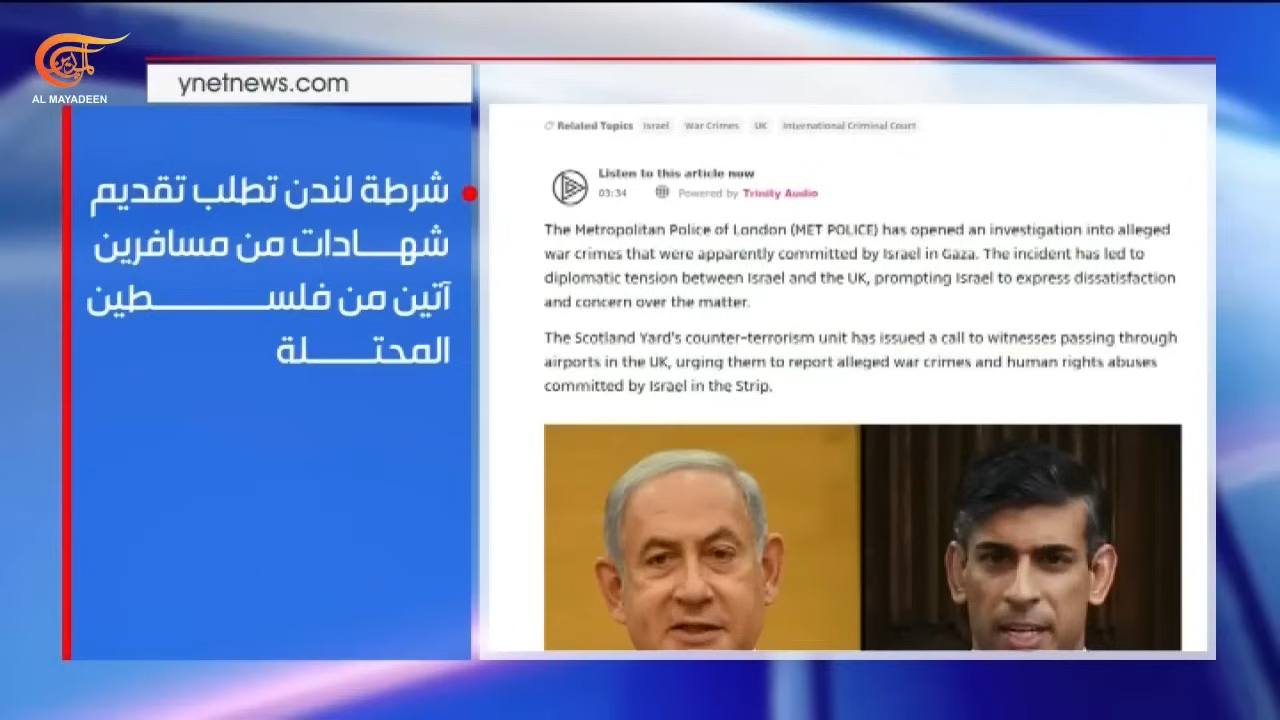 AL MAYADEEN
ynetnews.com
شرطة لندن تطلب تقديم
شهادات من مسافرين
آتين من فلسطين
المحتلة
Related Topics Israel War Crimes UK International Criminal Court
Listen to this article now
03:34 Powered by Trinity Audio
The Metropolitan Police of London (MET POLICE) has opened an investigation into alleged
war crimes that were apparently committed by Israel in Gaza. The incident has led to
diplomatic tension between Israel and the UK, prompting Israel to express dissatisfaction
and concern over the matter.
The Scotland Yard's counter-terrorism unit has issued a call to witnesses passing through
airports in the UK, urging them to report alleged war crimes and human rights abuses
committed by Israel in the Strip.